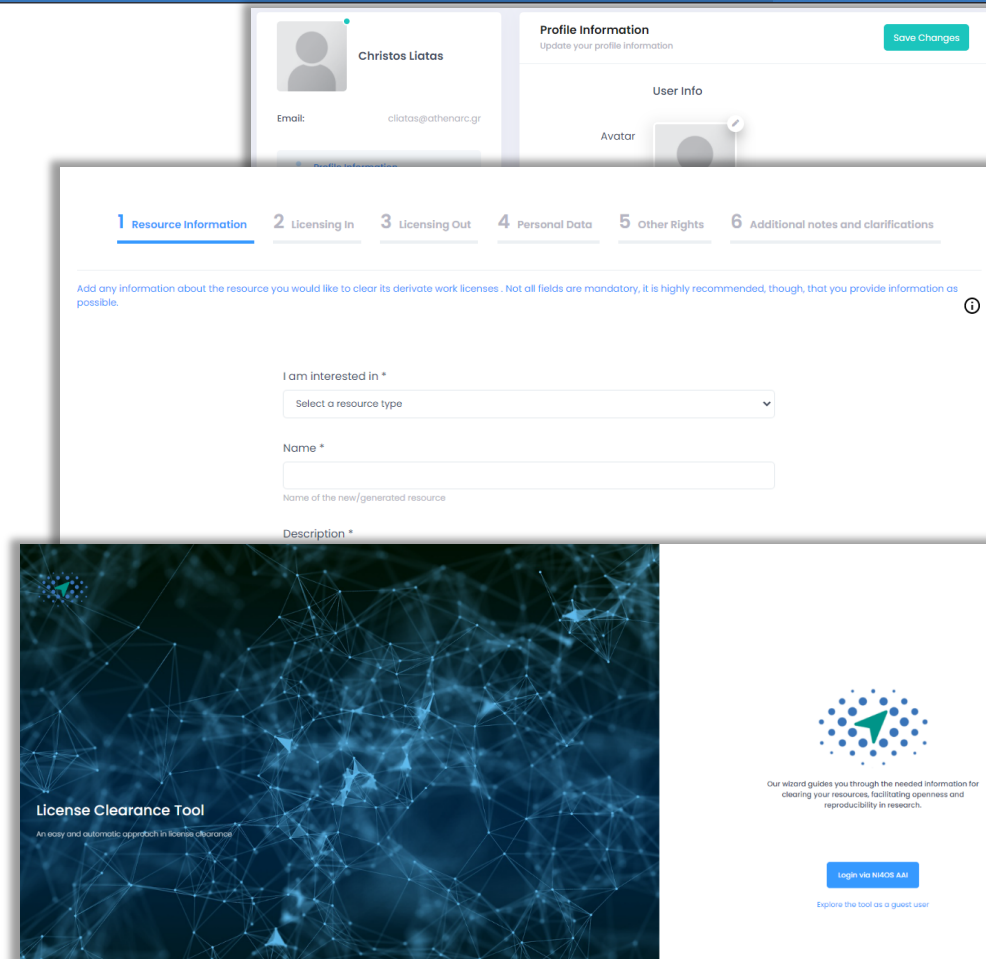 Christos Liatas
Email:
cliatas@athenarc.gr
Profile Information
Profile Information
Update your profile information
Save Changes
User Info
Avatar
1 Resource Information
2 Licensing In
3 Licensing Out
4 Personal Data
5 Other Rights
6 Additional notes and clarifications
Add any information about the resource you would like to clear its derivate work licenses . Not all fields are mandatory, it is highly recommended, though, that you provide information as
possible.
I am interested in *
Select a resource type
Name *
Name of the new/generated resource
Description *
License Clearance Tool
An easy and automatic approach in license clearance
Our wizard guides you through the needed information for
clearing your resources, facilitating openness and
reproducibility in research.
Login via NI4OS AAI
Explore the tool as a guest user